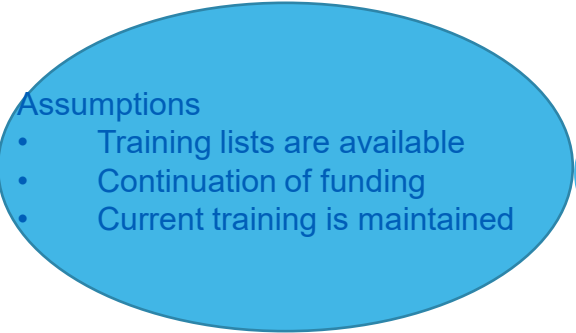 Assumptions
• Training lists are available
• Continuation of funding
• Current training is maintained